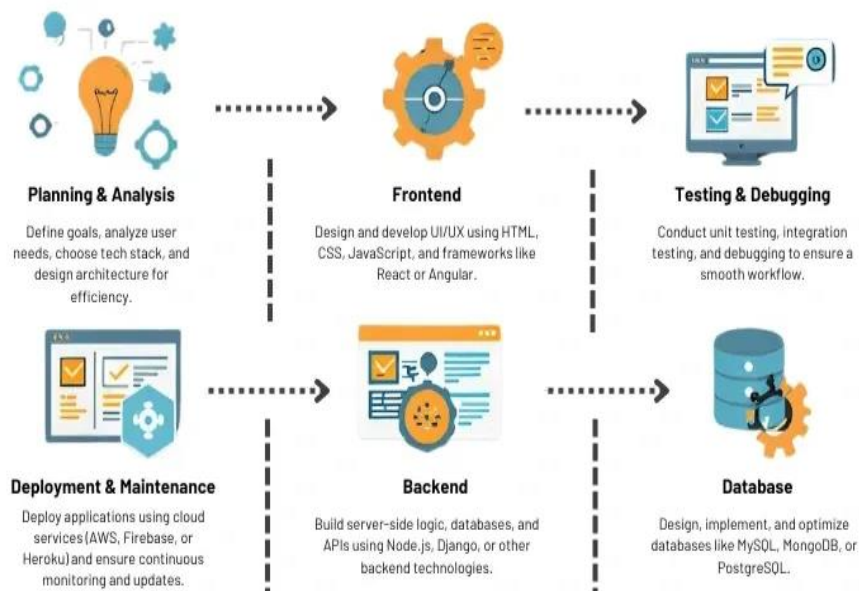 Planning & Analysis
Define goals, analyze user
needs, choose tech stack, and
design architecture for
efficiency.
Frontend
Design and develop UI/UX using HTML,
CSS, JavaScript, and frameworks like
React or Angular.
Testing & Debugging
Conduct unit testing, integration
testing, and debugging to ensure a
smooth workflow.
Deployment & Maintenance
Deploy applications using cloud
services (AWS, Firebase, or
Heroku) and ensure continuous
monitoring and updates.
Backend
Build server-side logic, databases, and
APIs using Node.js, Django, or other
backend technologies.
Database
Design, implement, and optimize
databases like MySQL, MongoDB, or
PostgreSQL.